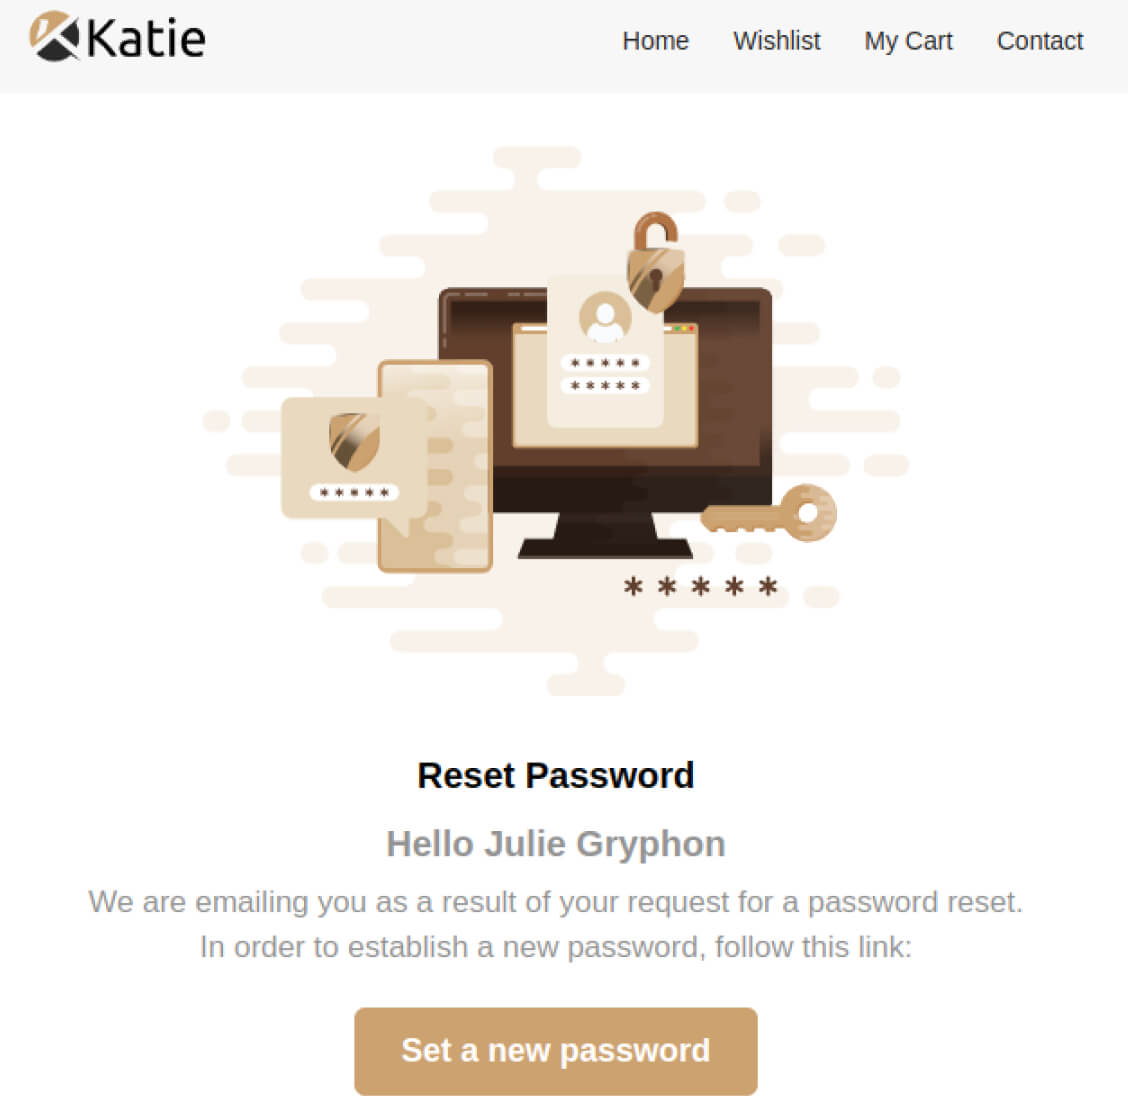 Katie
Home Wishlist My Cart Contact
* * * * *
* * * * *
* * * * *
* * * * *
Reset Password
Hello Julie Gryphon
We are emailing you as a result of your request for a password reset.
In order to establish a new password, follow this link:
Set a new password